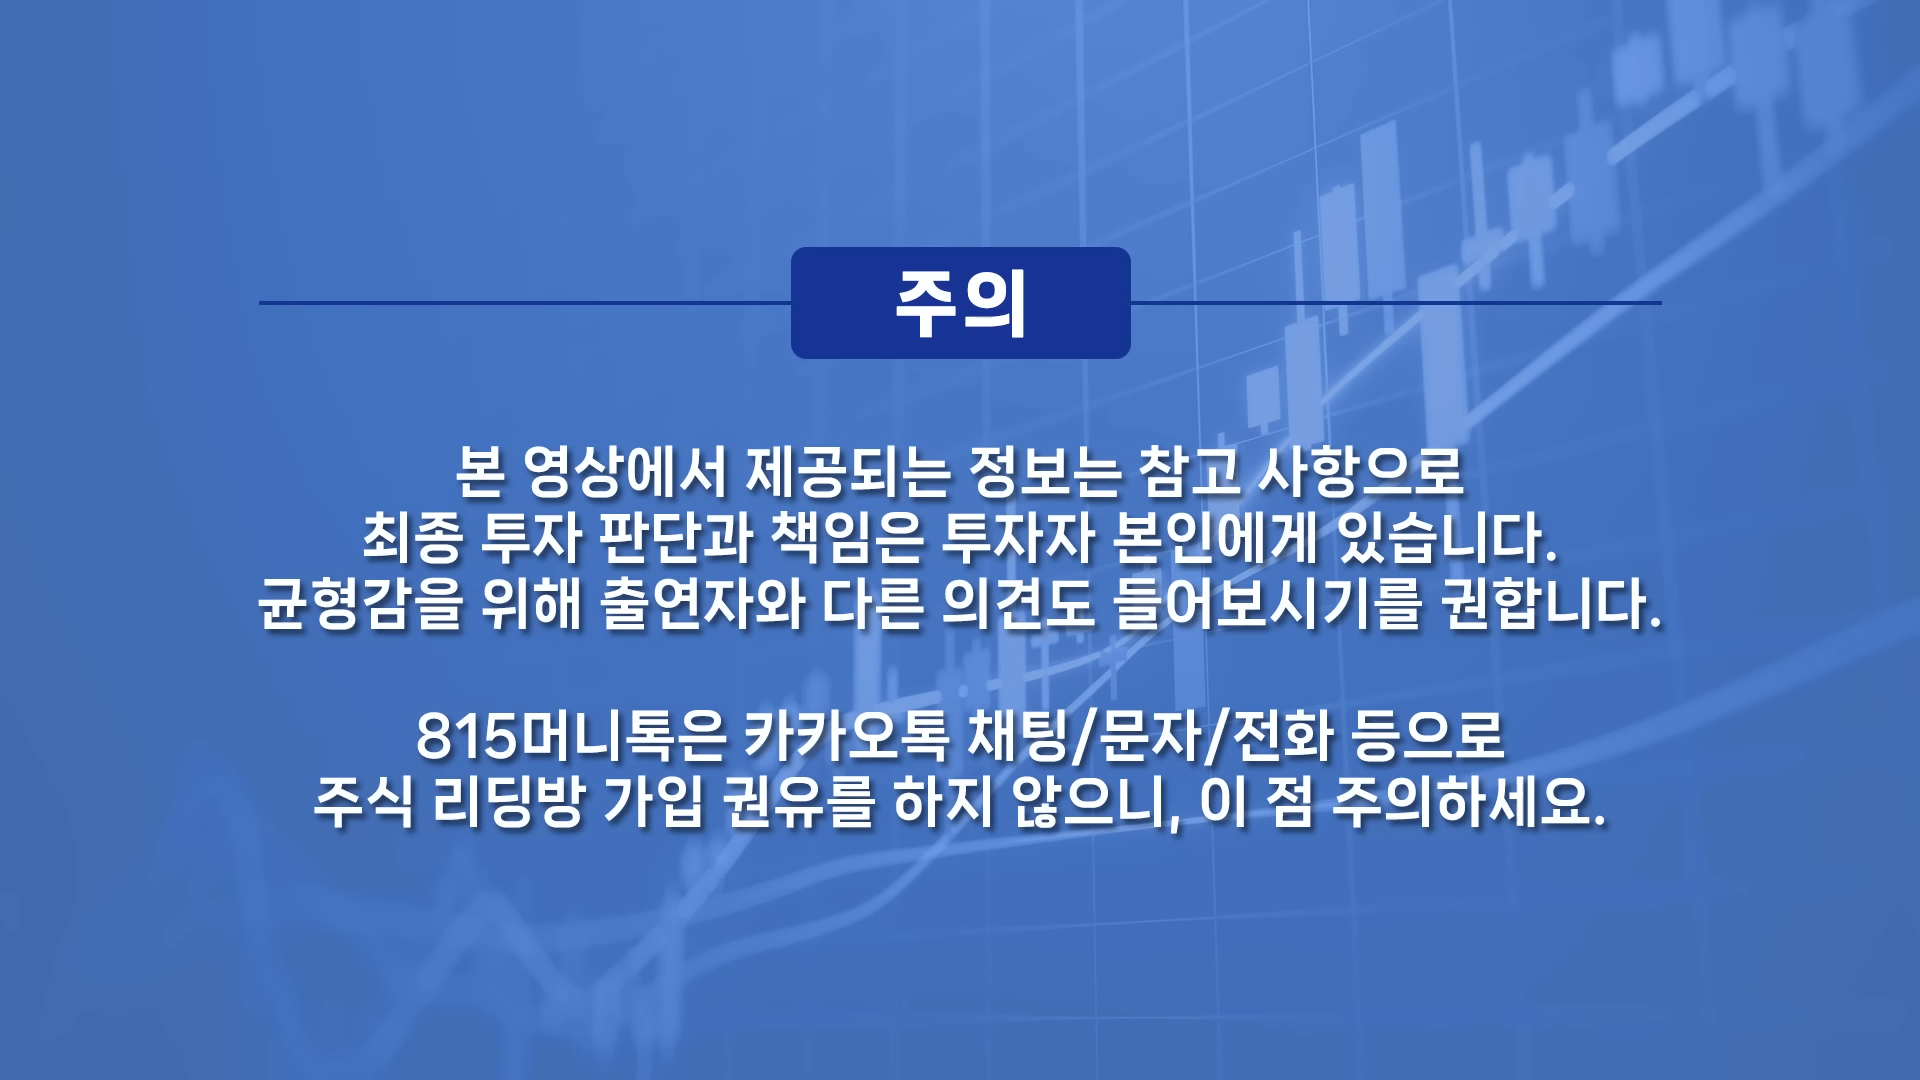 주의
본 영상에서 제공되는 정보는 참고 사항으로
최종 투자 판단과 책임은 투자자 본인에게 있습니다.
균형감을 위해 출연자와 다른 의견도 들어보시기를 권합니다.
815머니톡은 카카오톡 채팅/문자/전화 등으로
주식 리딩방 가입 권유를 하지 않으니, 이 점 주의하세요.